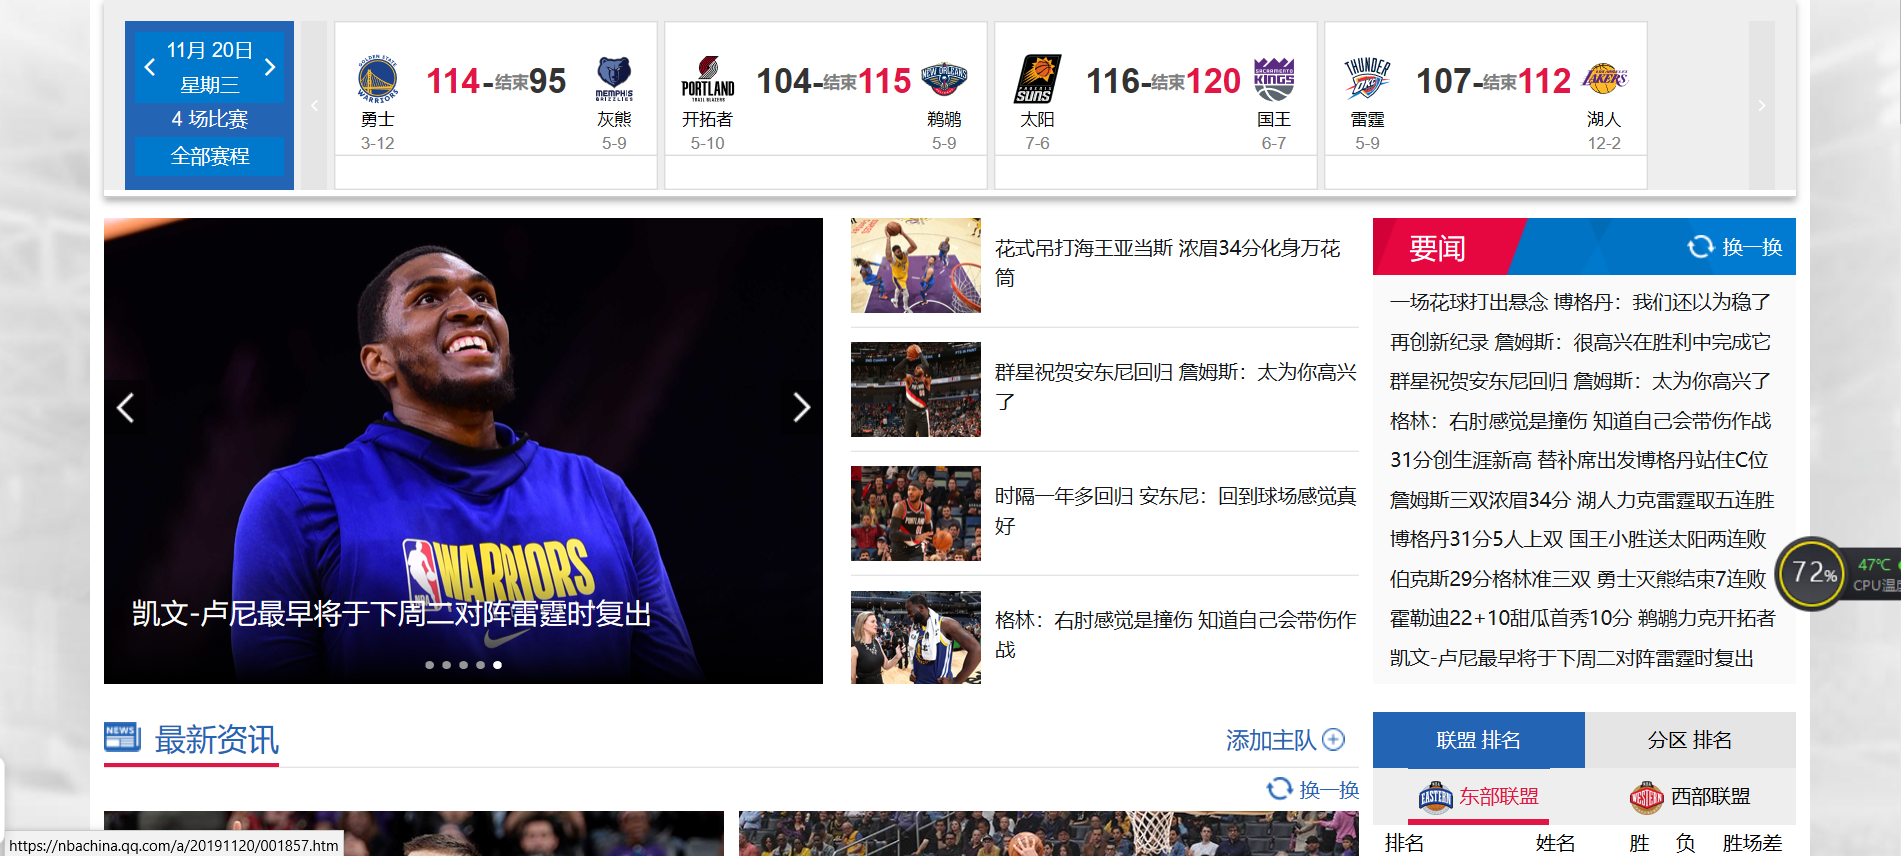 11月 20日
星期三
4 场比赛
全部赛程
GOLDEN STATE WARRIORS
114-结束95
MEMPHIS GRIZZLIES
勇士
灰熊
3-12
5-9
PORTLAND TRAIL BLAZERS
104-结束115
NEW ORLEANS
开拓者
鹈鹕
5-10
5-9
SUNS
116-结束120
SACRAMENTO KINGS
太阳
国王
7-6
6-7
THUNDER OKC
107-结束112
LAKERS
雷霆
湖人
5-9
12-2
WARRIORS
凯文-卢尼最早将于下周二对阵雷霆时复出
花式吊打海王亚当斯 浓眉34分化身万花
筒
群星祝贺安东尼回归 詹姆斯：太为你高兴
了
时隔一年多回归 安东尼：回到球场感觉真
好
格林：右肘感觉是撞伤 知道自己会带伤作
战
要闻
换一换
一场花球打出悬念 博格丹：我们还以为稳了
再创新纪录 詹姆斯：很高兴在胜利中完成它
群星祝贺安东尼回归 詹姆斯：太为你高兴了
格林：右肘感觉是撞伤 知道自己会带伤作战
31分创生涯新高 替补席出发博格丹站住C位
詹姆斯三双浓眉34分 湖人力克雷霆取五连胜
博格丹31分5人上双 国王小胜送太阳两连败
伯克斯29分格林准三双 勇士灭熊结束7连败
霍勒迪22+10甜瓜首秀10分 鹈鹕力克开拓者
凯文-卢尼最早将于下周二对阵雷霆时复出
72%
47℃
CPU温度
NEWS
最新资讯
添加主队
换一换
联盟 排名
分区 排名
EASTERN
东部联盟
WESTERN
西部联盟
排名
姓名
胜
负
胜场差
https://nbachina.qq.com/a/20191120/001857.htm